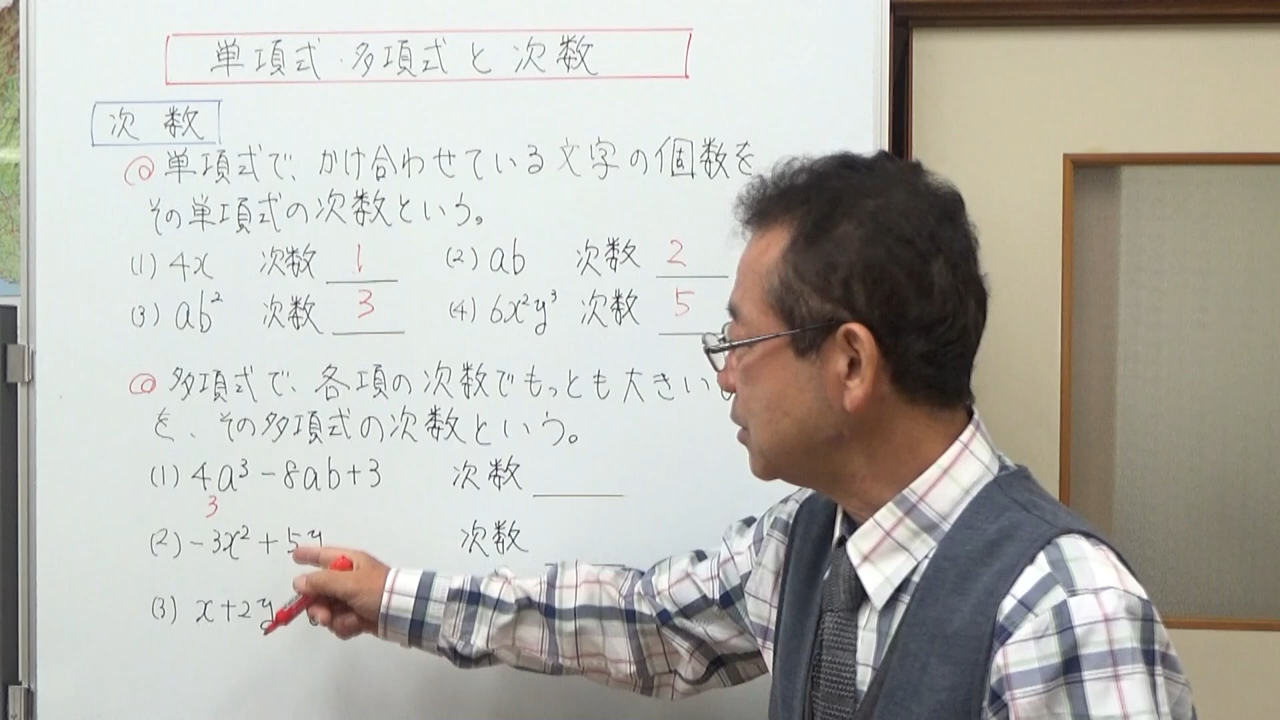 単項式・多項式と次数
次数
◎単項式で、かけ合わせている文字の個数を
その単項式の次数という。
(1) 4x 次数 1 (2) ab 次数 2
(3) ab² 次数 3 (4) 6x²y³ 次数 5
◎多項式で、各項の次数でもっとも大きい
を、その多項式の次数という。
(1) 4a³-8ab+3 次数
3
(2) -3x²+5y 次数
(3) x+2y